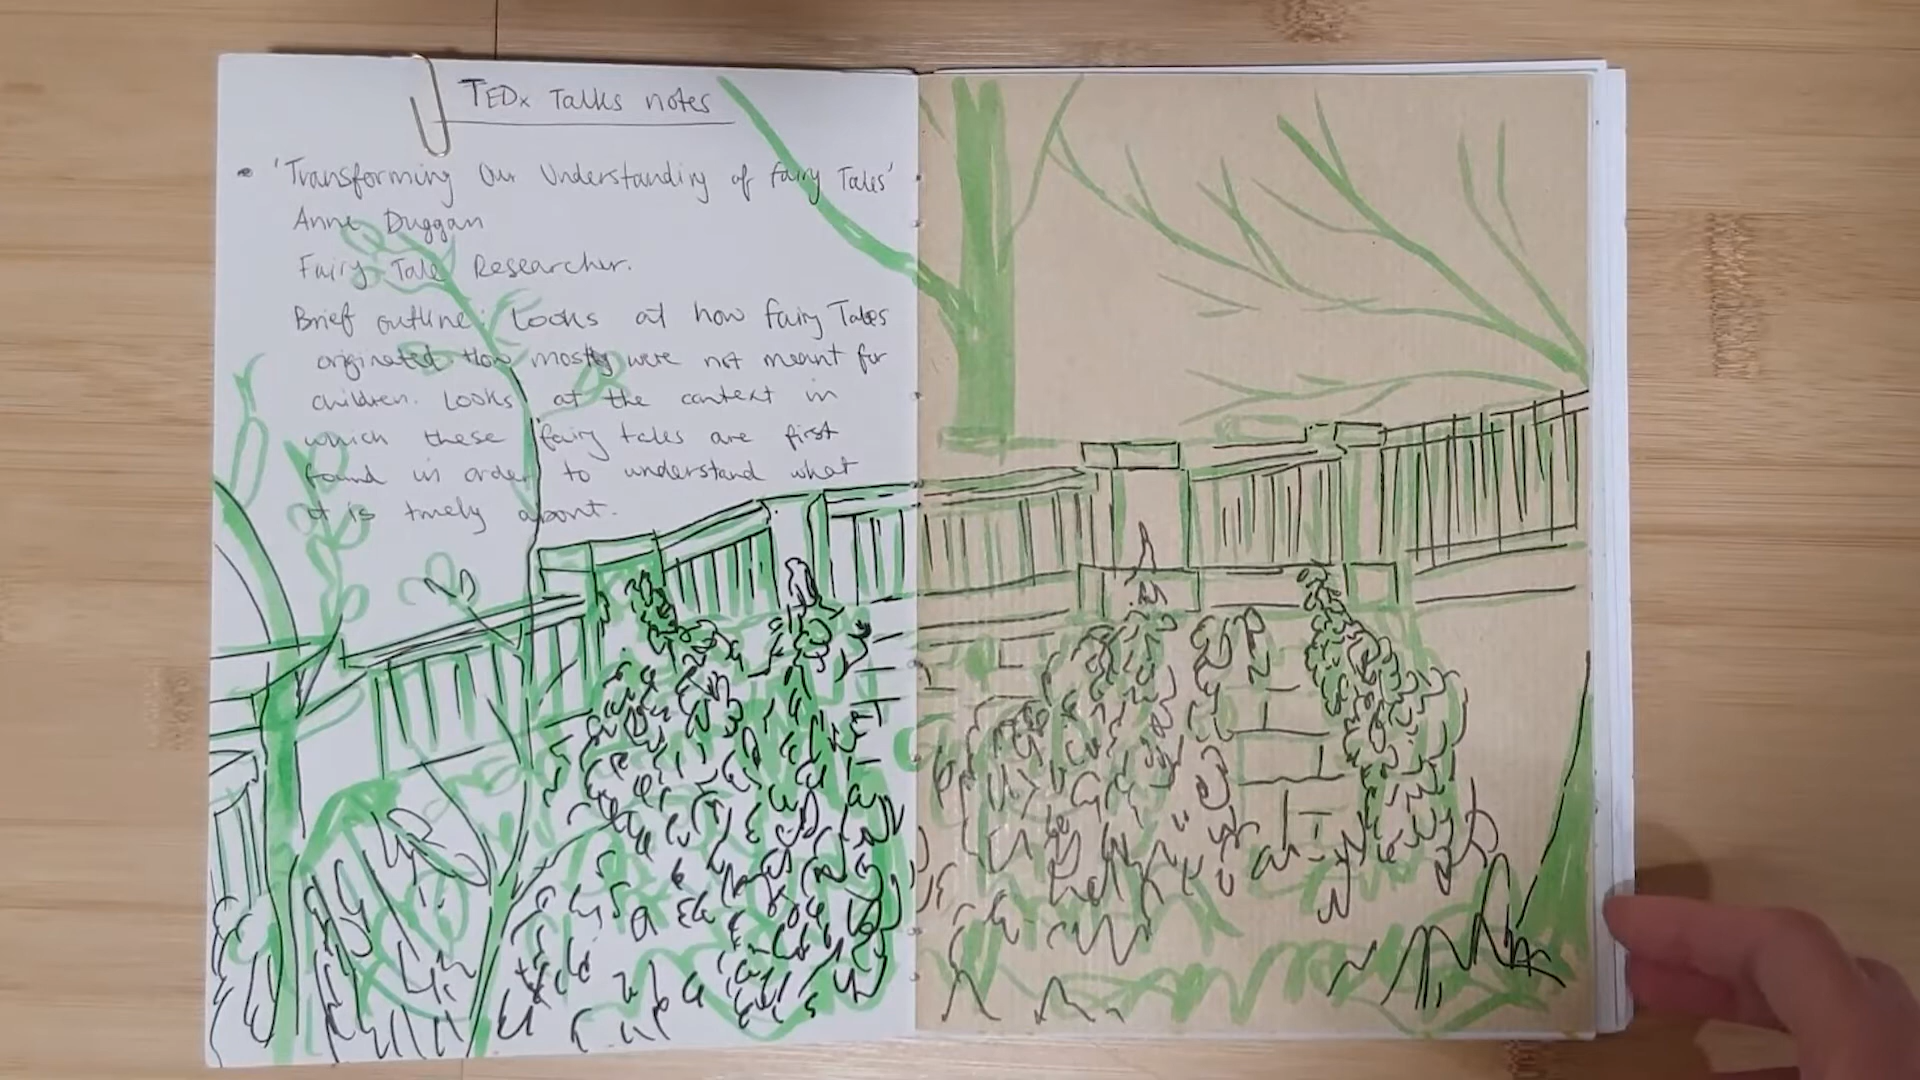 TEDx Talks notes
'Transforming Our Understanding of Fairy Tales'
Anne Duggan
Fairy Tale Researcher.
Brief outline: Looks at how Fairy Tales
originated. How mostly were not meant for
children. Looks at the context in
which these fairy tales are first
found in order to understand what
it is truely about.